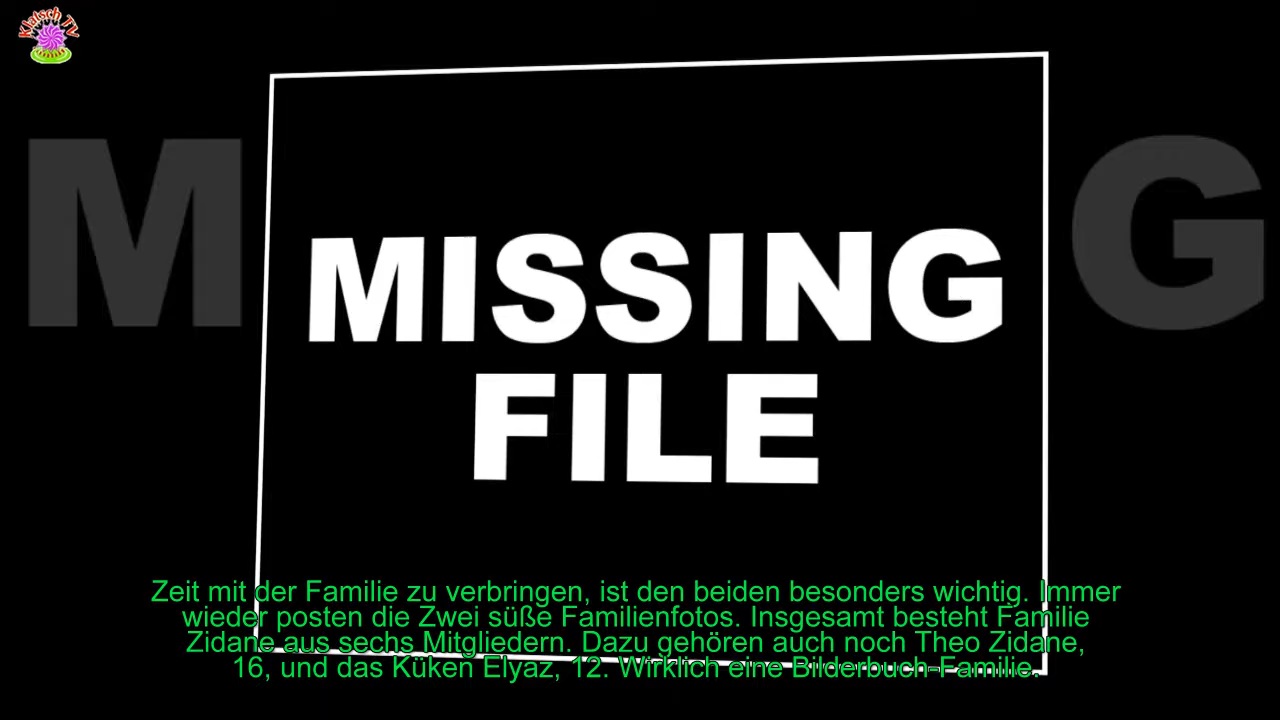 Klatsch TV
M G
MISSING
FILE
Zeit mit der Familie zu verbringen, ist den beiden besonders wichtig. Immer
wieder posten die Zwei süße Familienfotos. Insgesamt besteht Familie
Zidane aus sechs Mitgliedern. Dazu gehören auch noch Theo Zidane,
16, und das Küken Elyaz, 12. Wirklich eine Bilderbuch-Familie.